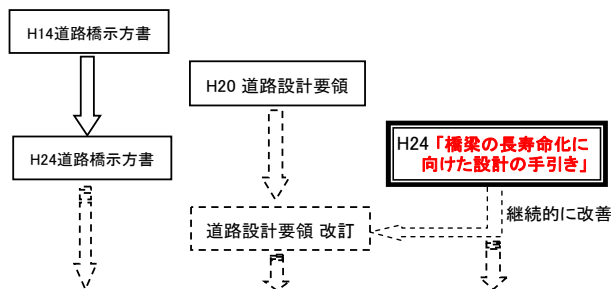 H14道路橋示方書
H20 道路設計要領
H24道路橋示方書
H24「橋梁の長寿命化に
向けた設計の手引き」
道路設計要領 改訂
継続的に改善